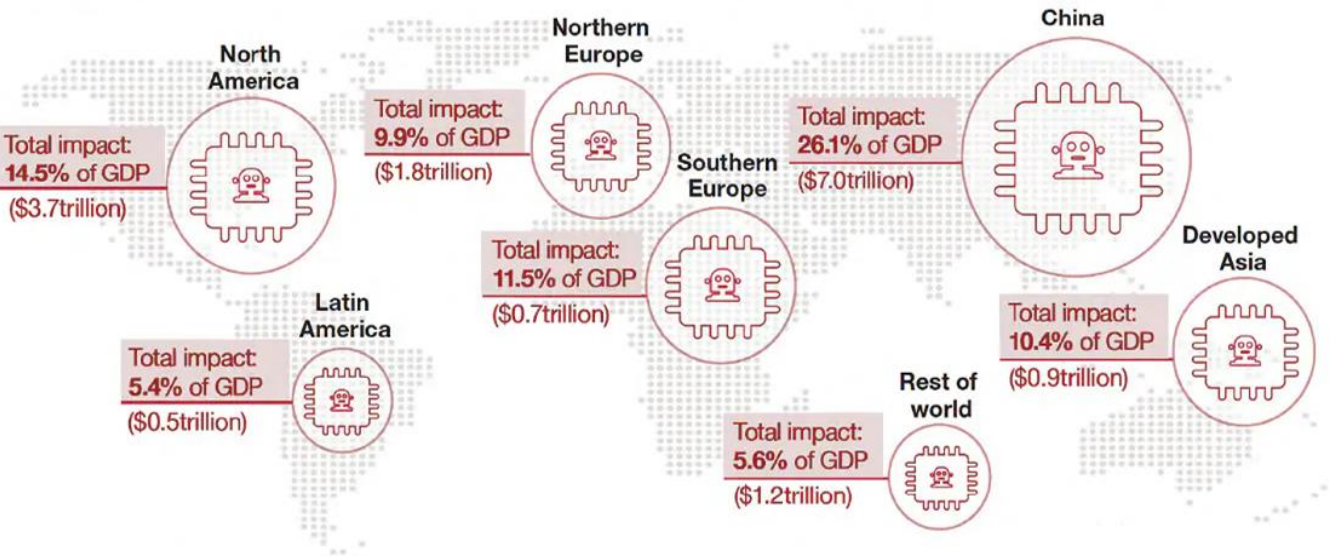 North
America
Total impact:
14.5% of GDP
($3.7trillion)
Northern
Europe
Total impact:
9.9% of GDP
($1.8trillion)
China
Total impact:
26.1% of GDP
($7.0trillion)
Southern
Europe
Total impact:
11.5% of GDP
($0.7trillion)
Developed
Asia
Total impact:
10.4% of GDP
($0.9trillion)
Latin
America
Total impact:
5.4% of GDP
($0.5trillion)
Rest of
world
Total impact:
5.6% of GDP
($1.2trillion)